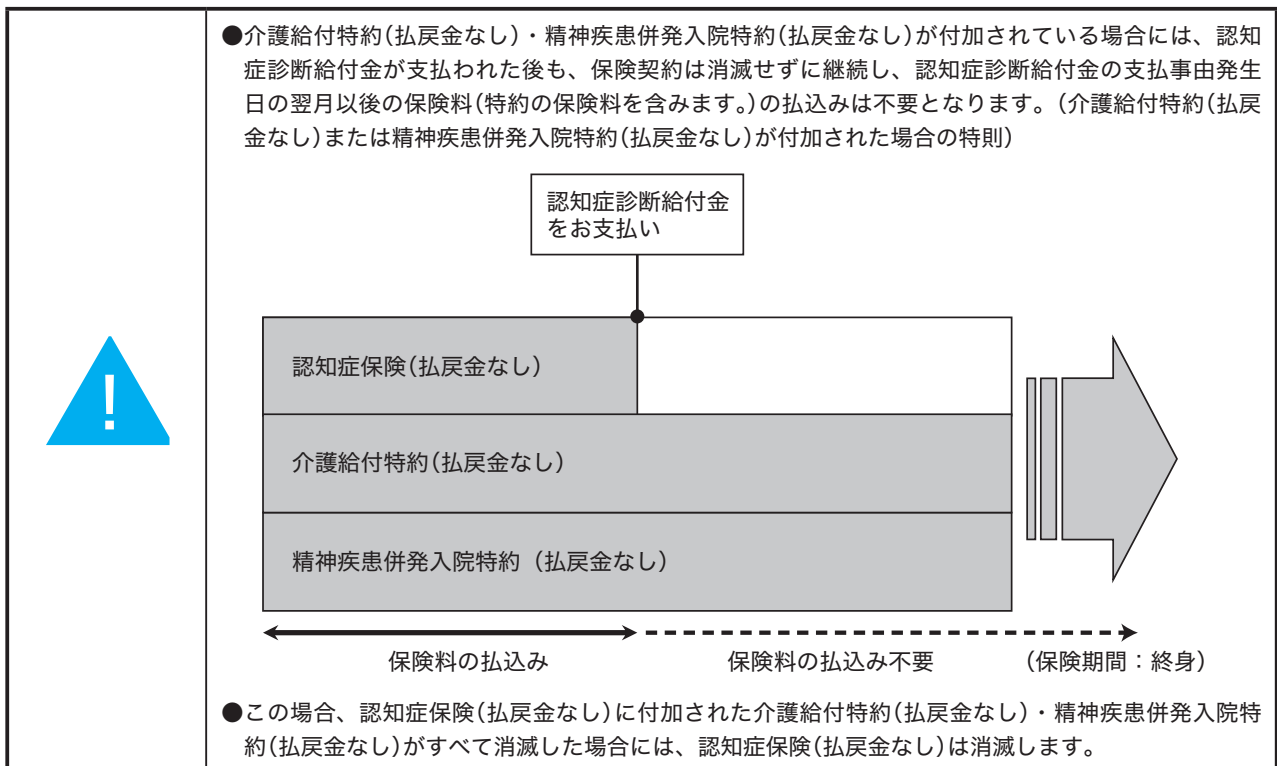 ●介護給付特約(払戻金なし)・精神疾患併発入院特約(払戻金なし)が付加されている場合には、認知
症診断給付金が支払われた後も、保険契約は消滅せずに継続し、認知症診断給付金の支払事由発生
日の翌月以後の保険料(特約の保険料を含みます。)の払込みは不要となります。(介護給付特約(払戻
金なし)または精神疾患併発入院特約(払戻金なし)が付加された場合の特則)
認知症診断給付金
をお支払い
!
認知症保険(払戻金なし)
介護給付特約(払戻金なし)
精神疾患併発入院特約(払戻金なし)
保険料の払込み 保険料の払込み不要 (保険期間:終身)
●この場合、認知症保険(払戻金なし)に付加された介護給付特約(払戻金なし)・精神疾患併発入院特
約(払戻金なし)がすべて消滅した場合には、認知症保険(払戻金なし)は消滅します。